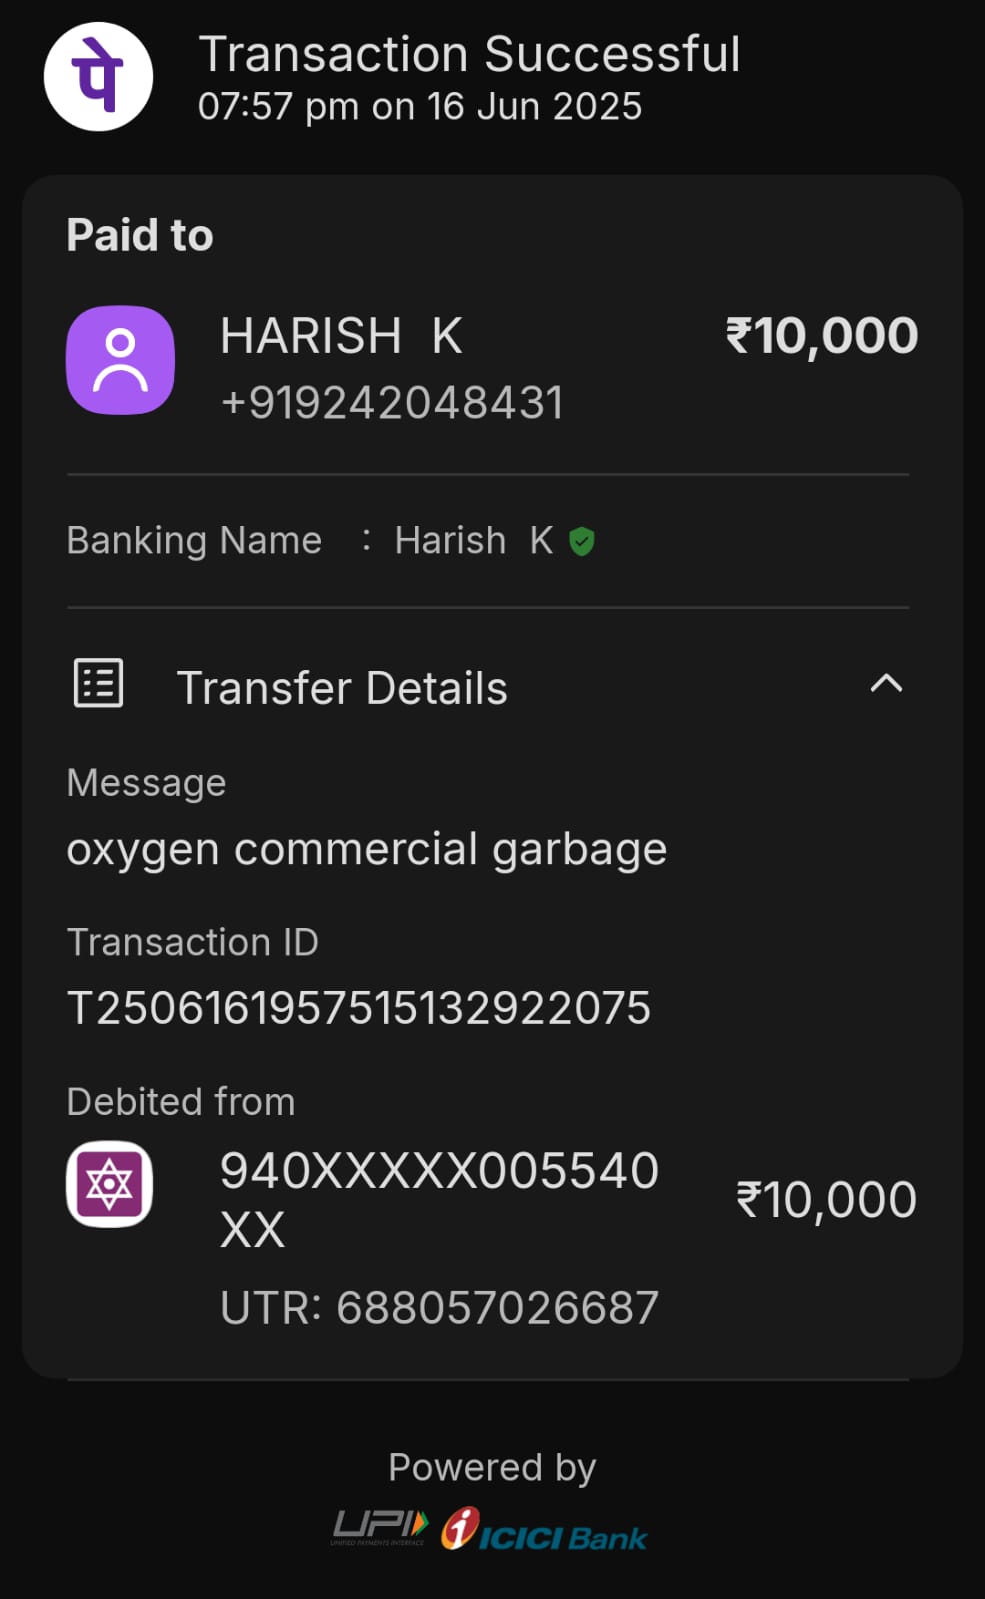 पे
Transaction Successful
07:57 pm on 16 Jun 2025
Paid to
HARISH K
₹10,000
+919242048431
Banking Name : Harish K
Transfer Details
Message
oxygen commercial garbage
Transaction ID
T2506161957515132922075
Debited from
940XXXXX005540
XX
₹10,000
UTR: 688057026687
Powered by
UPI
UNIFIED PAYMENTS INTERFACE
ICICI Bank